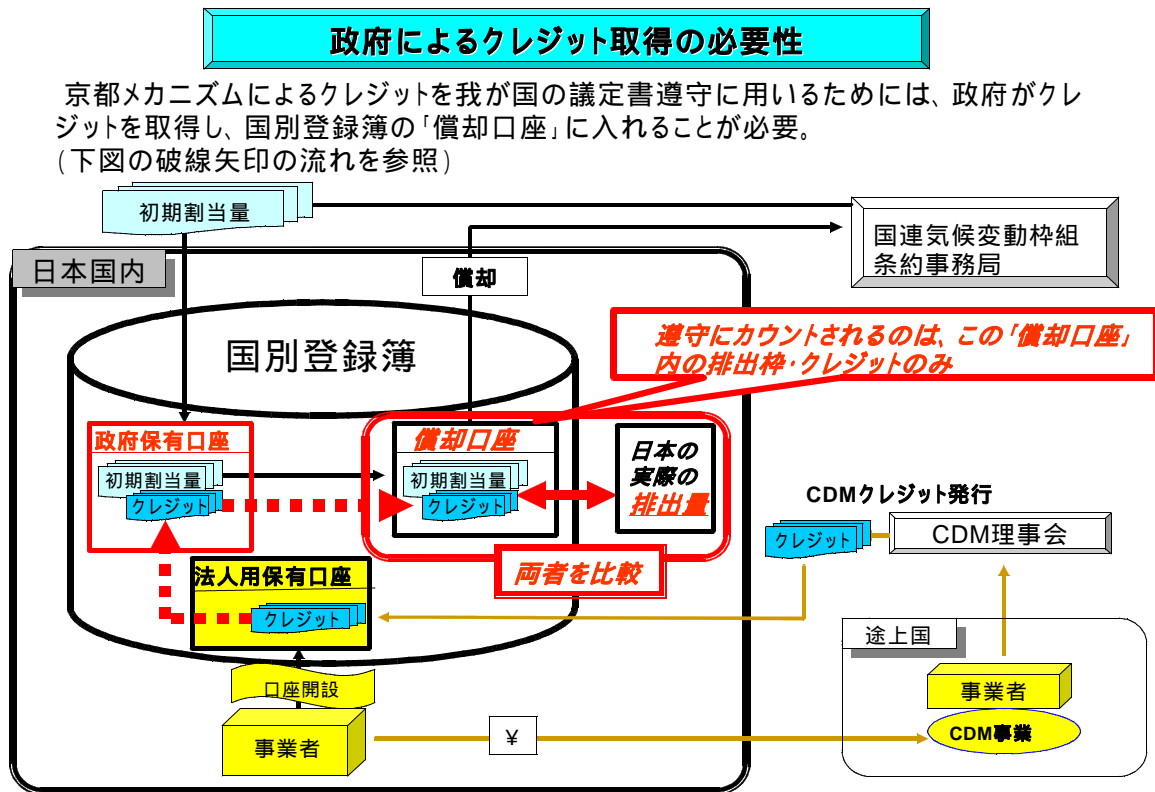 政府によるクレジット取得の必要性
京都メカニズムによるクレジットを我が国の議定書遵守に用いるためには、政府がクレ
ジットを取得し、国別登録簿の「償却口座」に入れることが必要。
(下図の破線矢印の流れを参照)
初期割当量
国連気候変動枠組
条約事務局
日本国内
償却
遵守にカウントされるのは、この「償却口座」
内の排出枠・クレジットのみ
国別登録簿
政府保有口座
初期割当量
クレジット
償却口座
初期割当量
クレジット
日本の
実際の
排出量
両者を比較
CDMクレジット発行
クレジット
CDM理事会
法人用保有口座
クレジット
途上国
口座開設
事業者
¥
事業者
CDM事業